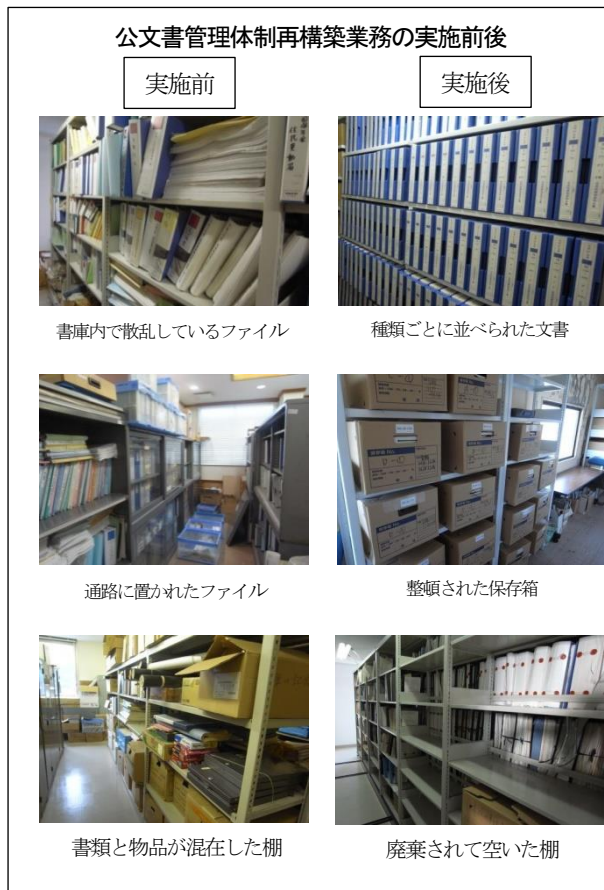 公文書管理体制再構築業務の実施前後
実施前
実施後
書庫内で散乱しているファイル
種類ごとに並べられた文書
通路に置かれたファイル
整頓された保存箱
書類と物品が混在した棚
廃棄されて空いた棚